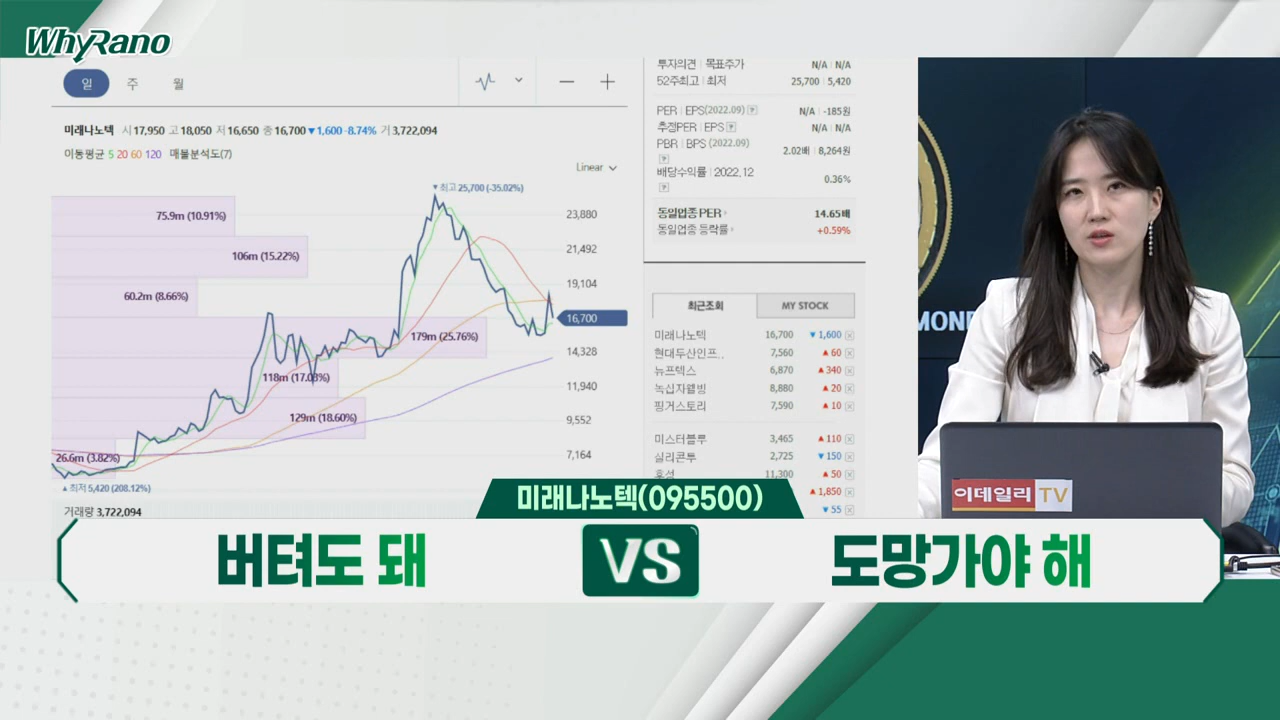 WhyRano
일 주 월
미래나노텍 시 17,950 고 18,050 저 16,650 종 16,700 ▼1,600 -8.74% 거 3,722,094
이동평균 5 20 60 120 매물분석도(7)
Linear
▼최고 25,700 (-35.02%)
75.9m (10.91%)
106m (15.22%)
60.2m (8.66%)
179m (25.76%)
118m (17.03%)
129m (18.60%)
26.6m (3.82%)
▲최저 5,420 (208.12%)
23,880
21,492
19,104
16,700
14,328
11,940
9,552
7,164
거래량 3,722,094
투자의견 | 목표주가 N/A | N/A
52주최고 | 최저 25,700 | 5,420
PER | EPS(2022.09) ? N/A | -185원
추정PER | EPS ? N/A | N/A
PBR | BPS (2022.09) ? 2.02배 | 8,264원
배당수익률 | 2022.12 ? 0.36%
동일업종 PER 14.65배
동일업종 등락률 +0.59%
최근조회 MY STOCK
미래나노텍 16,700 ▼1,600
현대두산인프.. 7,560 ▲60
뉴프렉스 6,870 ▲340
녹십자웰빙 8,880 ▲20
핑거스토리 7,590 ▲10
미스터블루 3,465 ▲110
실리콘투 2,725 ▼150
효성 11,300 ▲50
▲1,850
▼55
이데일리TV
미래나노텍(095500)
버텨도 돼 VS 도망가야 해